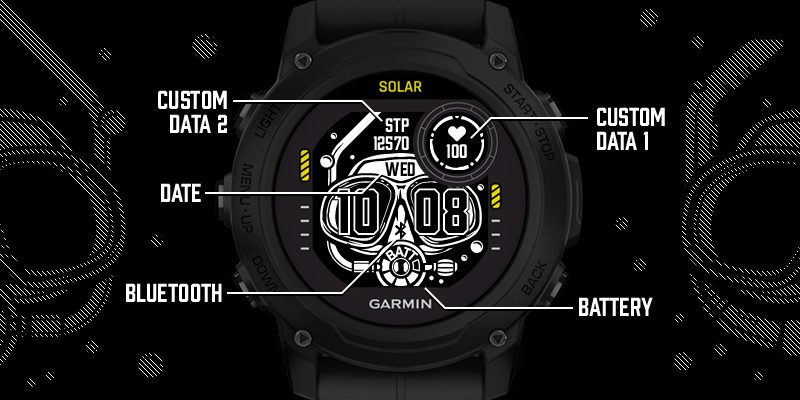 SOLAR
CUSTOM
DATA 2
LIGHT
START · STOP
CUSTOM
DATA 1
STP
12570
100
WED
MENU · UP
DATE
10 08
BATT
DOWN
BACK
BLUETOOTH
GARMIN
BATTERY